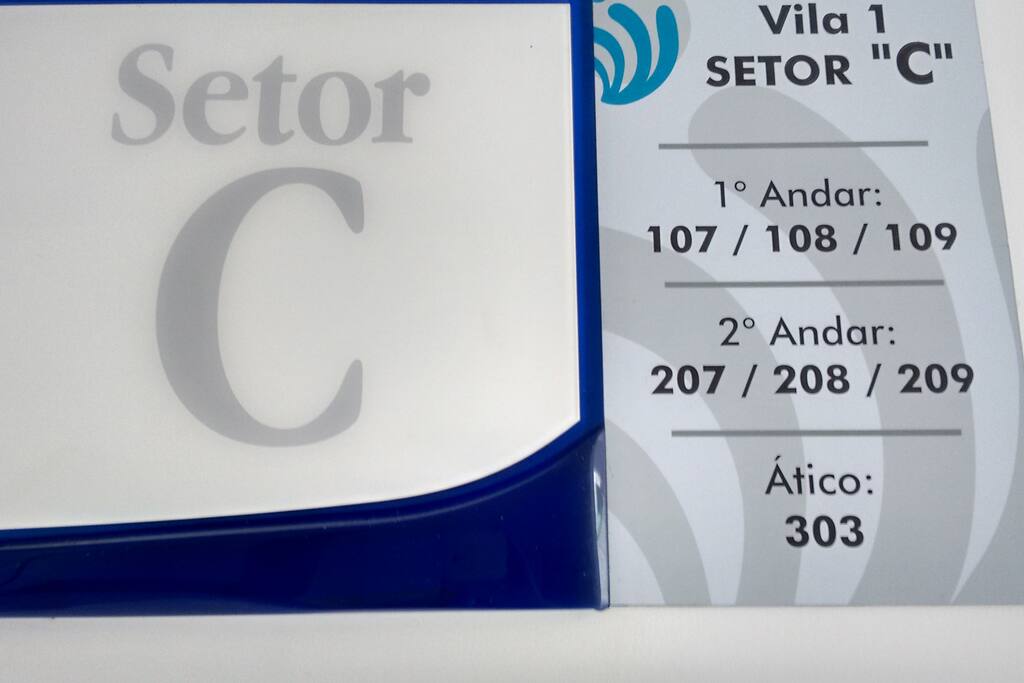 Setor
C
Vila 1
SETOR "C"
1° Andar:
107 / 108 / 109
2° Andar:
207 / 208 / 209
Ático:
303